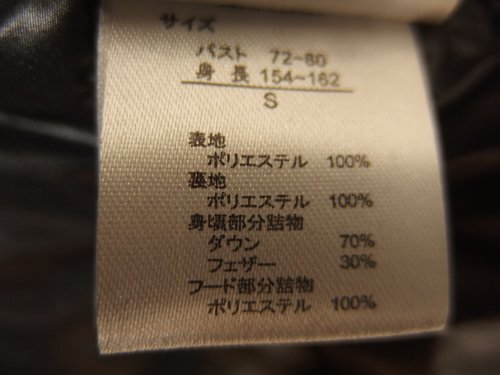 サイズ
バスト 72~80
身長 154~162
S
表地
ポリエステル 100%
裏地
ポリエステル 100%
身頃部分詰物
ダウン 70%
フェザー 30%
フード部分詰物
ポリエステル 100%